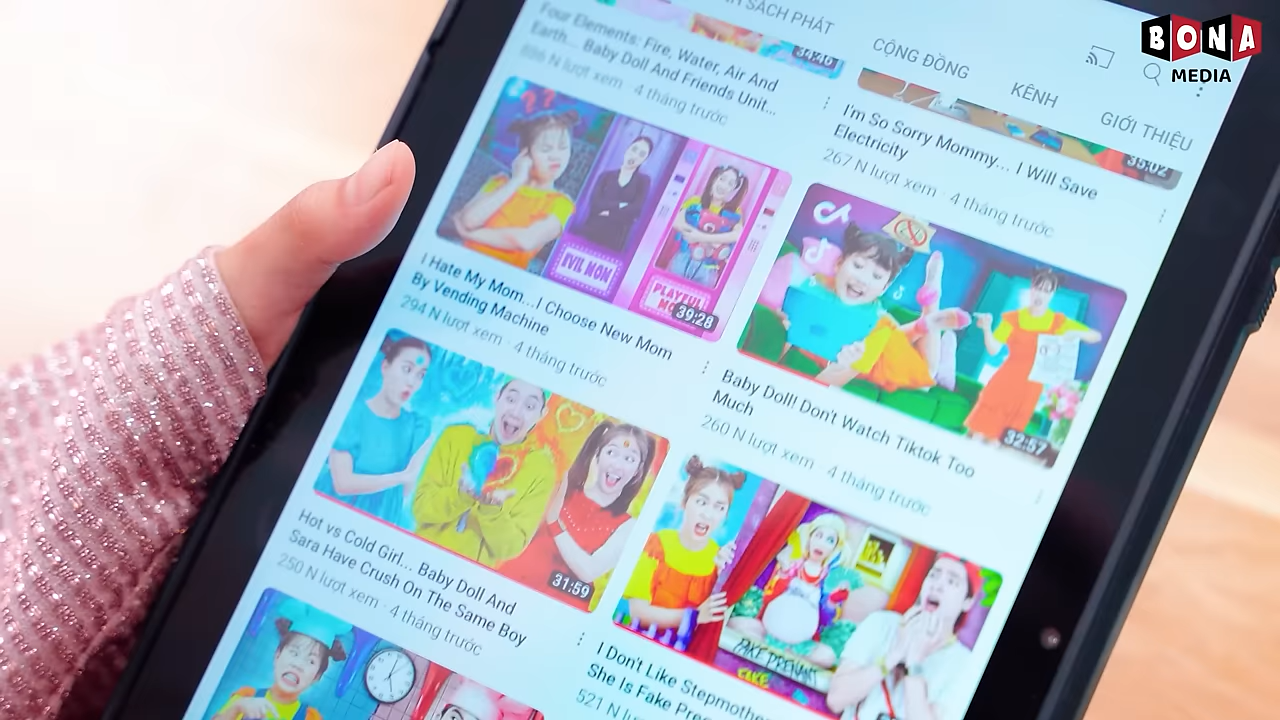 BONA
MEDIA
SÁCH PHÁT
CỘNG ĐỒNG
KÊNH
GIỚI THIỆU
34:46
Four Elements: Fire, Water, Air And
Earth... Baby Doll And Friends Unit...
N lượt xem · 4 tháng trước
35:02
I'm So Sorry Mommy... I Will Save
Electricity
267 N lượt xem · 4 tháng trước
EVIL MOM
PLAYFUL
39:28
I Hate My Mom...I Choose New Mom
By Vending Machine
294 N lượt xem · 4 tháng trước
32:57
Baby Doll! Don't Watch Tiktok Too
Much
260 N lượt xem · 4 tháng trước
31:59
Hot vs Cold Girl... Baby Doll And
Sara Have Crush On The Same Boy
250 N lượt xem · 4 tháng trước
FAKE PRENANT
CAKE
I Don't Like Stepmother
She Is Fake
521 N